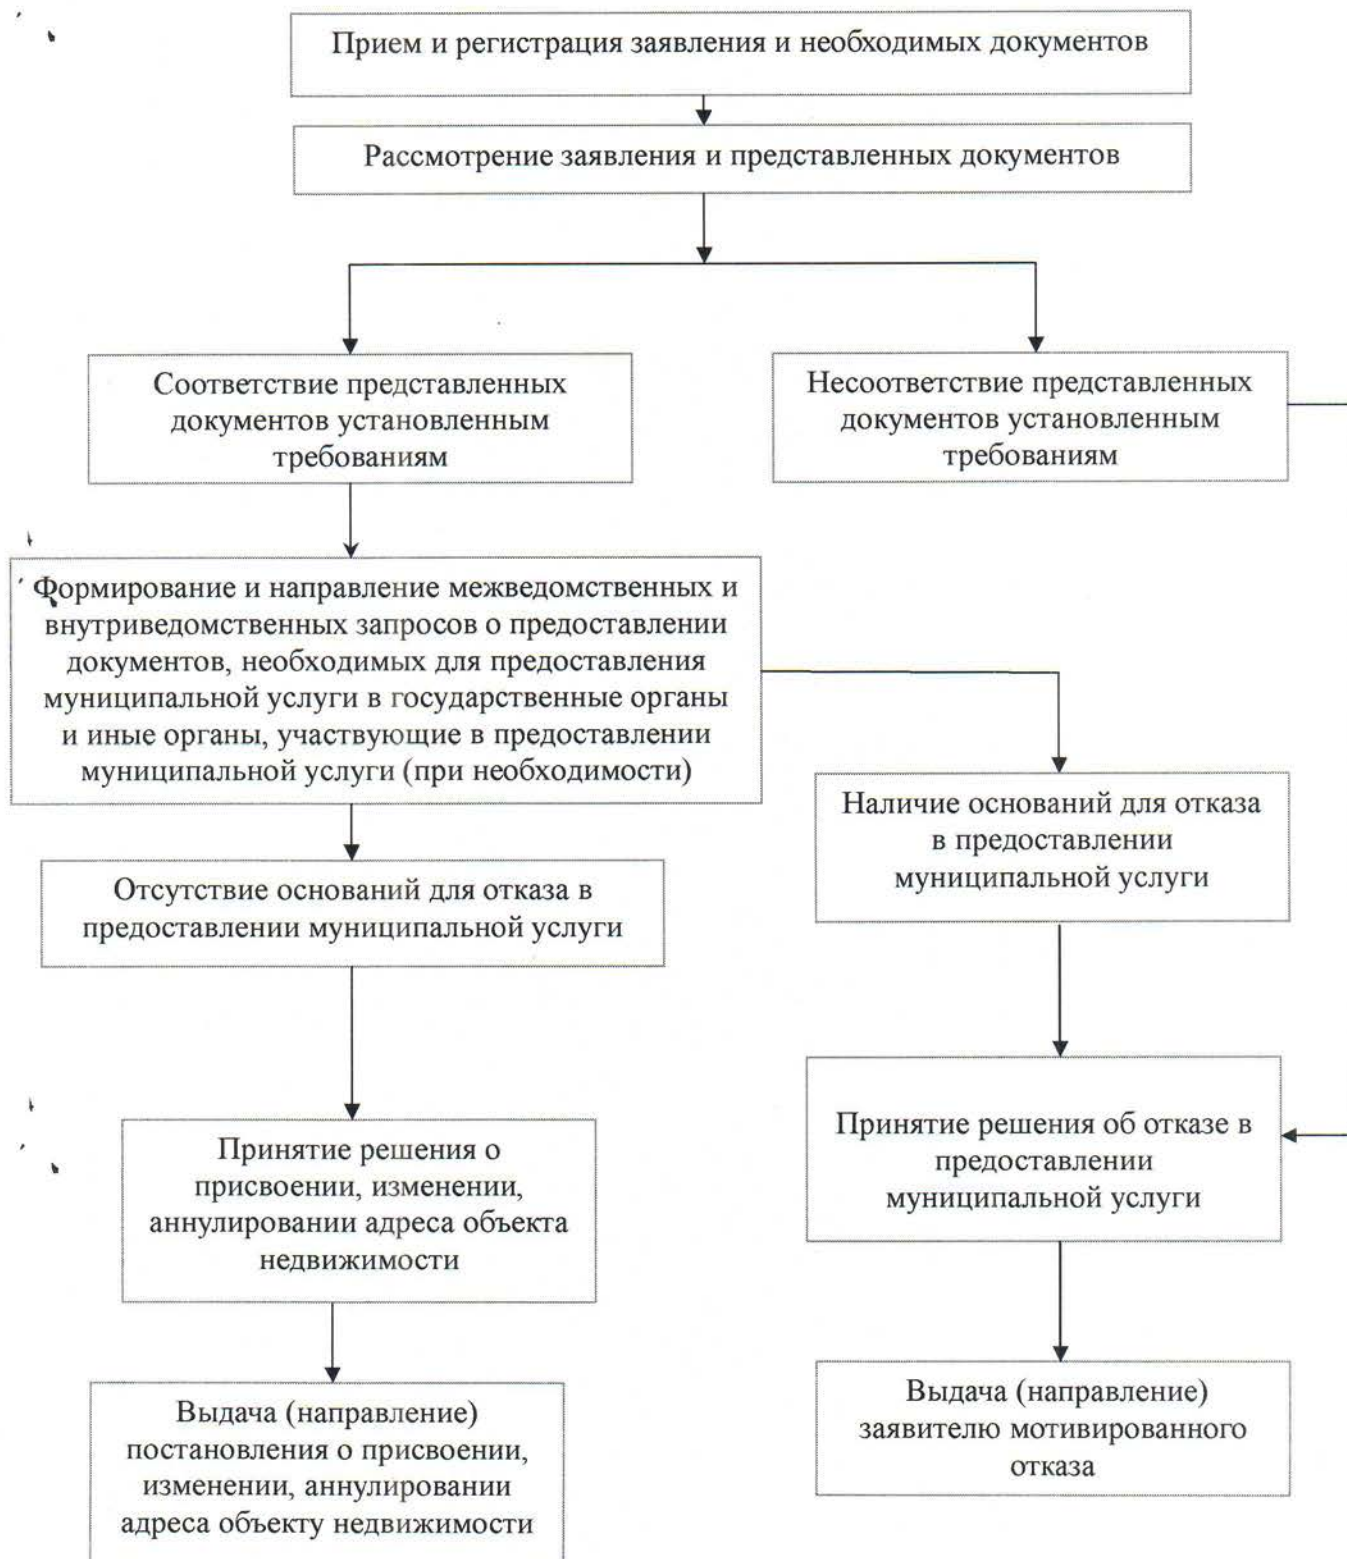 Прием и регистрация заявления и необходимых документов
Рассмотрение заявления и представленных документов
Соответствие представленных
документов установленным
требованиям
Несоответствие представленных
документов установленным
требованиям
Формирование и направление межведомственных и
внутриведомственных запросов о предоставлении
документов, необходимых для предоставления
муниципальной услуги в государственные органы
и иные органы, участвующие в предоставлении
муниципальной услуги (при необходимости)
Наличие оснований для отказа
в предоставлении
муниципальной услуги
Отсутствие оснований для отказа в
предоставлении муниципальной услуги
Принятие решения о
присвоении, изменении,
аннулировании адреса объекта
недвижимости
Принятие решения об отказе в
предоставлении
муниципальной услуги
Выдача (направление)
постановления о присвоении,
изменении, аннулировании
адреса объекту недвижимости
Выдача (направление)
заявителю мотивированного
отказа